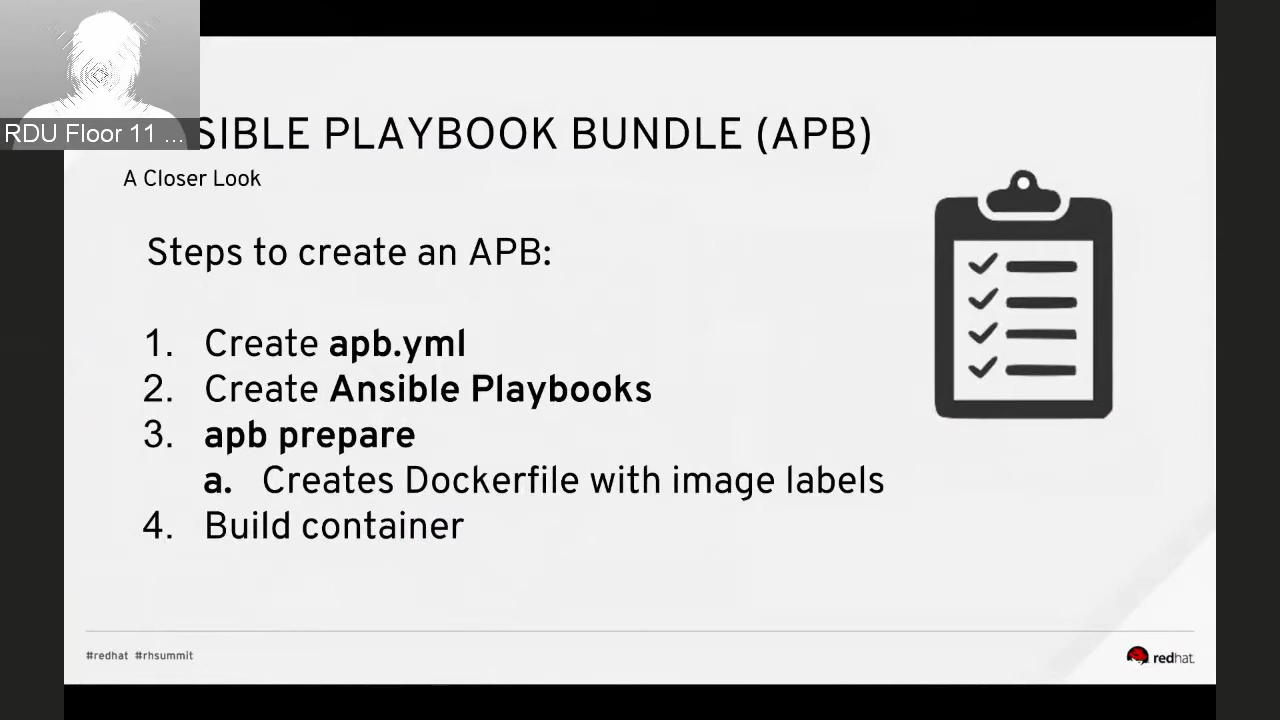 RDU Floor 11 ...
SIBLE PLAYBOOK BUNDLE (APB)
A Closer Look
Steps to create an APB:
1. Create apb.yml
2. Create Ansible Playbooks
3. apb prepare
a. Creates Dockerfile with image labels
4. Build container
#redhat #rhsummit
redhat.